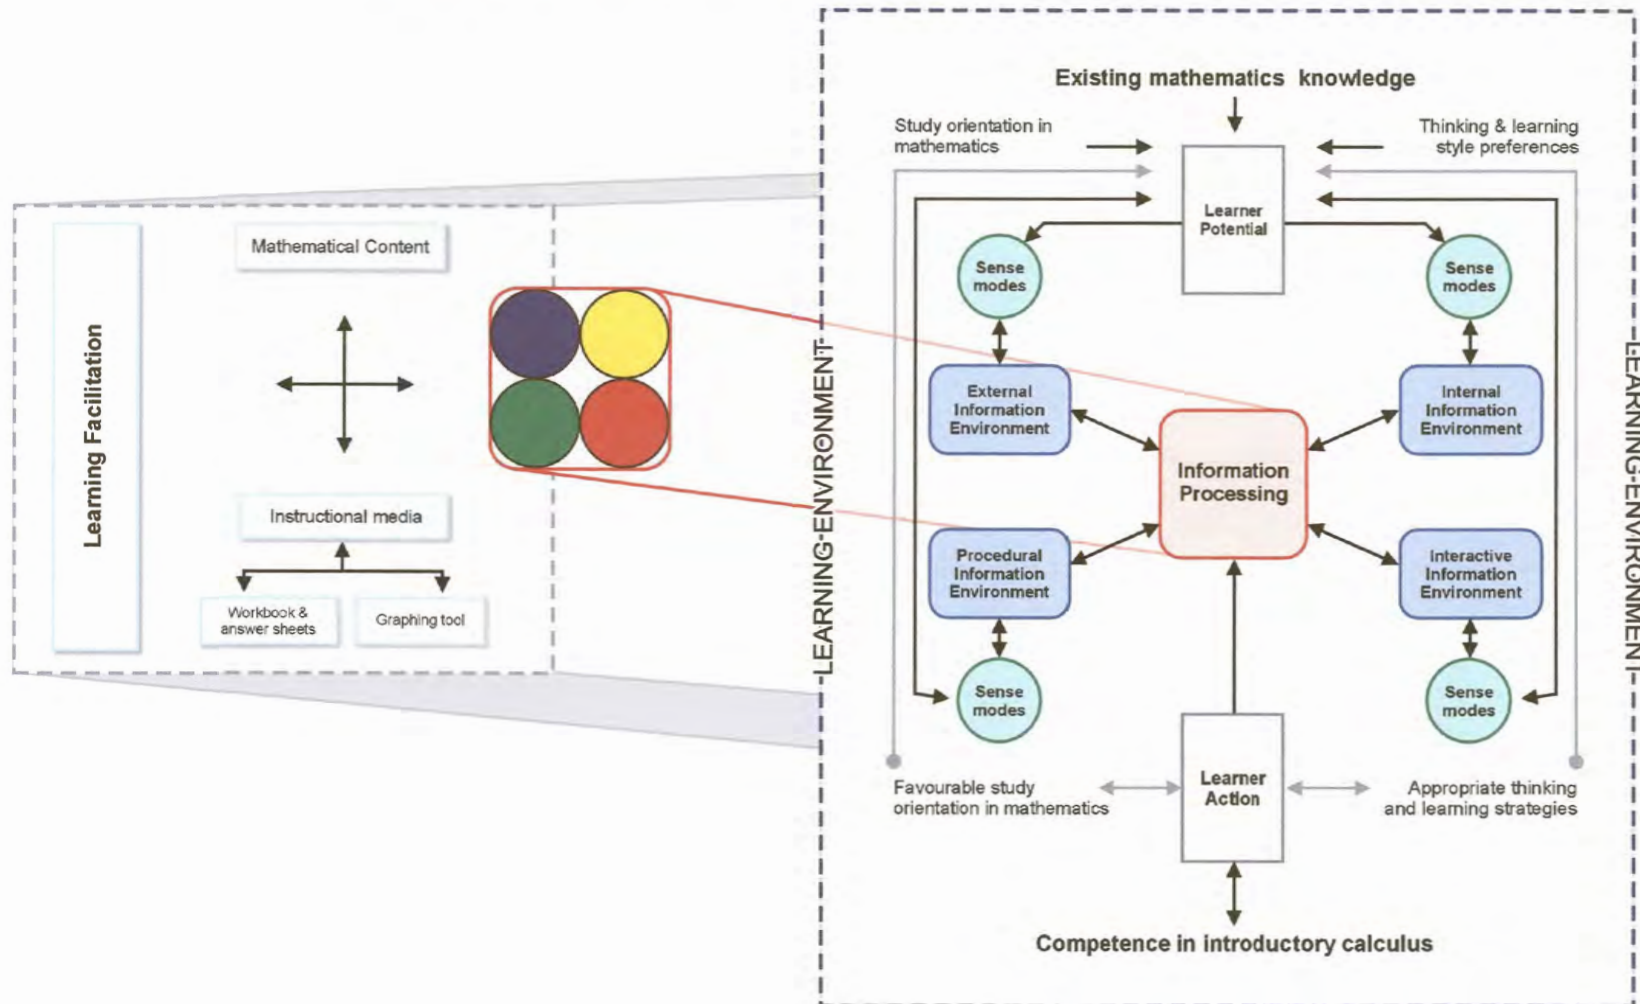 Learning Facilitation
Mathematical Content
Instructional media
Workbook &
answer sheets
Graphing tool
LEARNING-ENVIRONMENT
Existing mathematics knowledge
Study orientation in
mathematics
Thinking & learning
style preferences
Learner
Potential
Sense
modes
Sense
modes
External
Information
Environment
Internal
Information
Environment
Information
Processing
Procedural
Information
Environment
Interactive
Information
Environment
Sense
modes
Sense
modes
Favourable study
orientation in mathematics
Learner
Action
Appropriate thinking
and learning strategies
Competence in introductory calculus
LEARNING-ENVIRONMENT